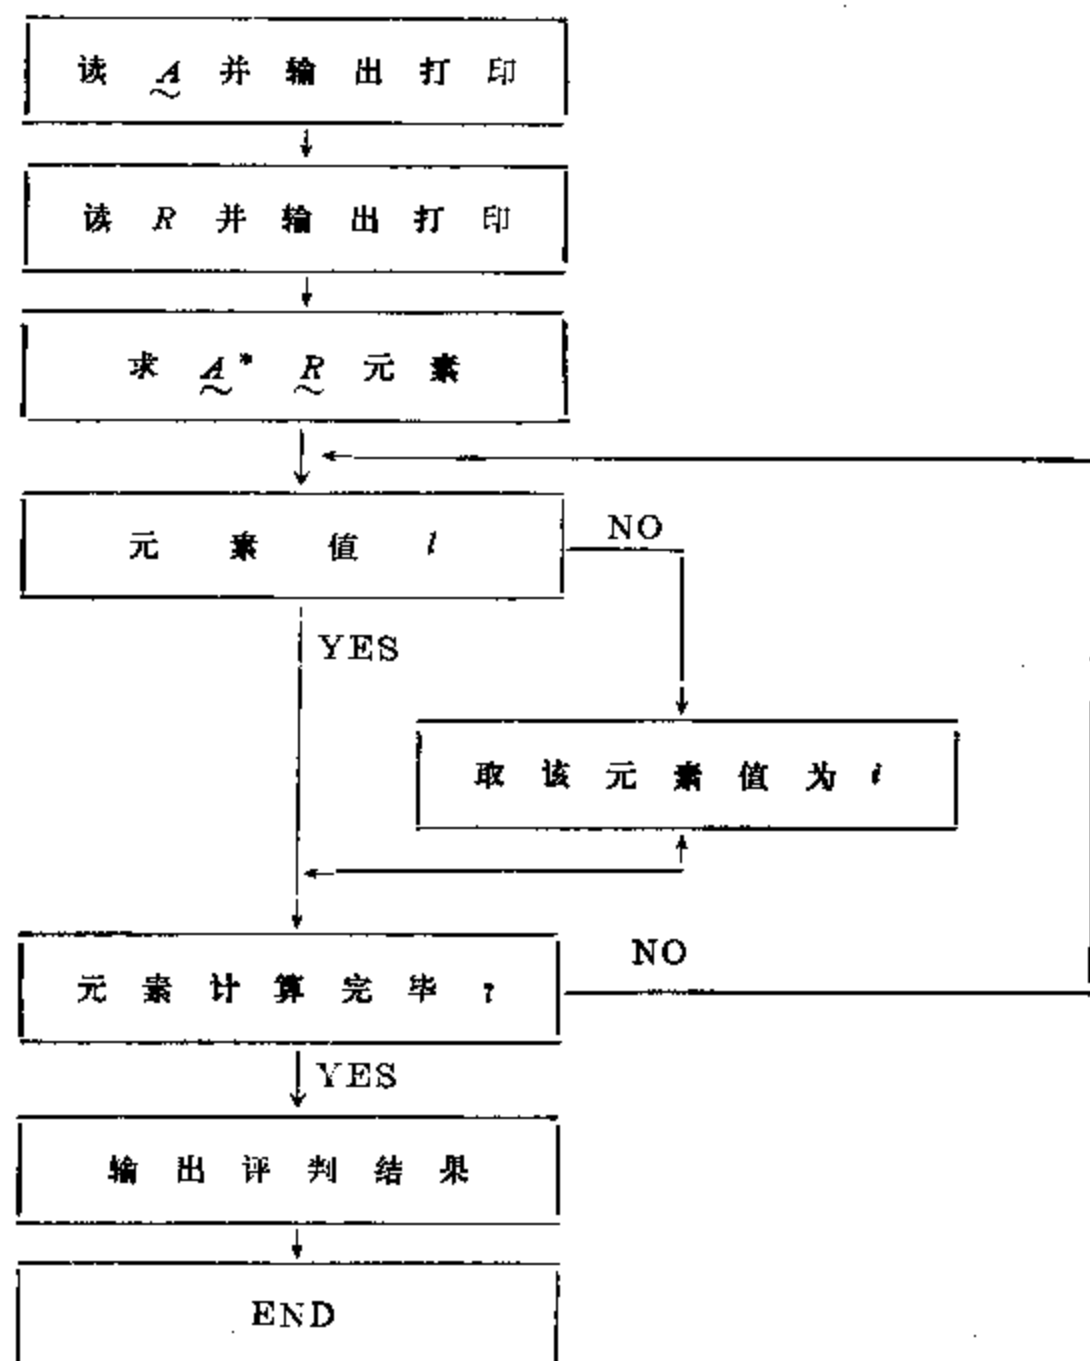 读 A 并 输 出 打 印
读 R 并 输 出 打 印
求 A* R 元 素
元 素 值 l
NO
YES
取 该 元 素 值 为 l
元 素 计 算 完 毕 ?
NO
YES
输 出 评 判 结 果
END